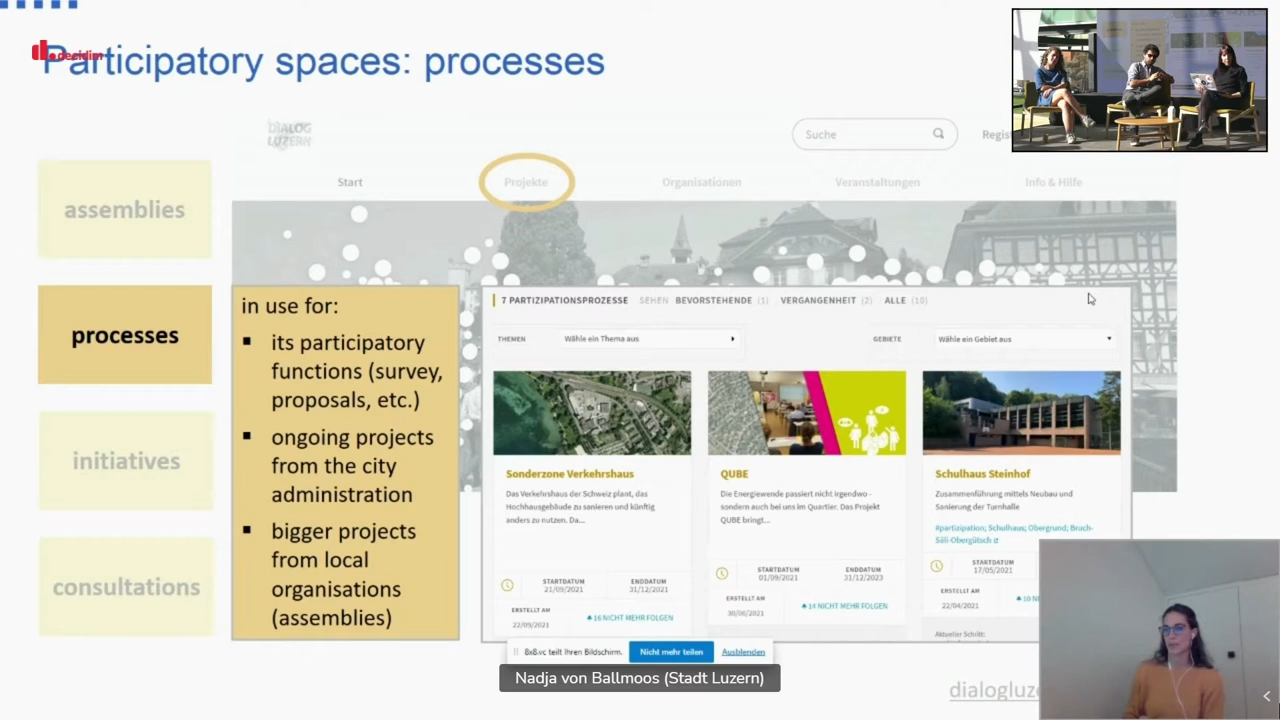 Participatory spaces: processes
decidim
DIALOG
LUZERN
Suche
Start
Projekte
Organisationen
Veranstaltungen
Info & Hilfe
assemblies
processes
initiatives
consultations
in use for:
▪ its participatory
functions (survey,
proposals, etc.)
▪ ongoing projects
from the city
administration
▪ bigger projects
from local
organisations
(assemblies)
7 PARTIZIPATIONSPROZESSE SEHEN BEVORSTEHENDE (1) VERGANGENHEIT (2) ALLE (10)
THEMEN Wähle ein Thema aus
GEBIETE Wähle ein Gebiet aus
Sonderzone Verkehrshaus
Das Verkehrshaus der Schweiz plant, das
Hochhausgebäude zu sanieren und künftig
anders zu nutzen. Da...
STARTDATUM
21/09/2021
ENDDATUM
31/12/2021
ERSTELLT AM
22/09/2021
16 NICHT MEHR FOLGEN
QUBE
Die Energiewende passiert nicht irgendwo -
sondern auch bei uns im Quartier. Das Projekt
QUBE bringt...
STARTDATUM
01/09/2021
ENDDATUM
31/12/2023
ERSTELLT AM
30/06/2021
14 NICHT MEHR FOLGEN
Schulhaus Steinhof
Zusammenführung mittels Neubau und
Sanierung der Turnhalle
#partizipation; Schulhaus; Obergrund; Bruch-
Säli-Obergütsch
STARTDATUM
17/05/2021
ERSTELLT AM
22/04/2021
Aktueller Schritt:
8x8.vc teilt Ihren Bildschirm. Nicht mehr teilen Ausblenden
Nadja von Ballmoos (Stadt Luzern)